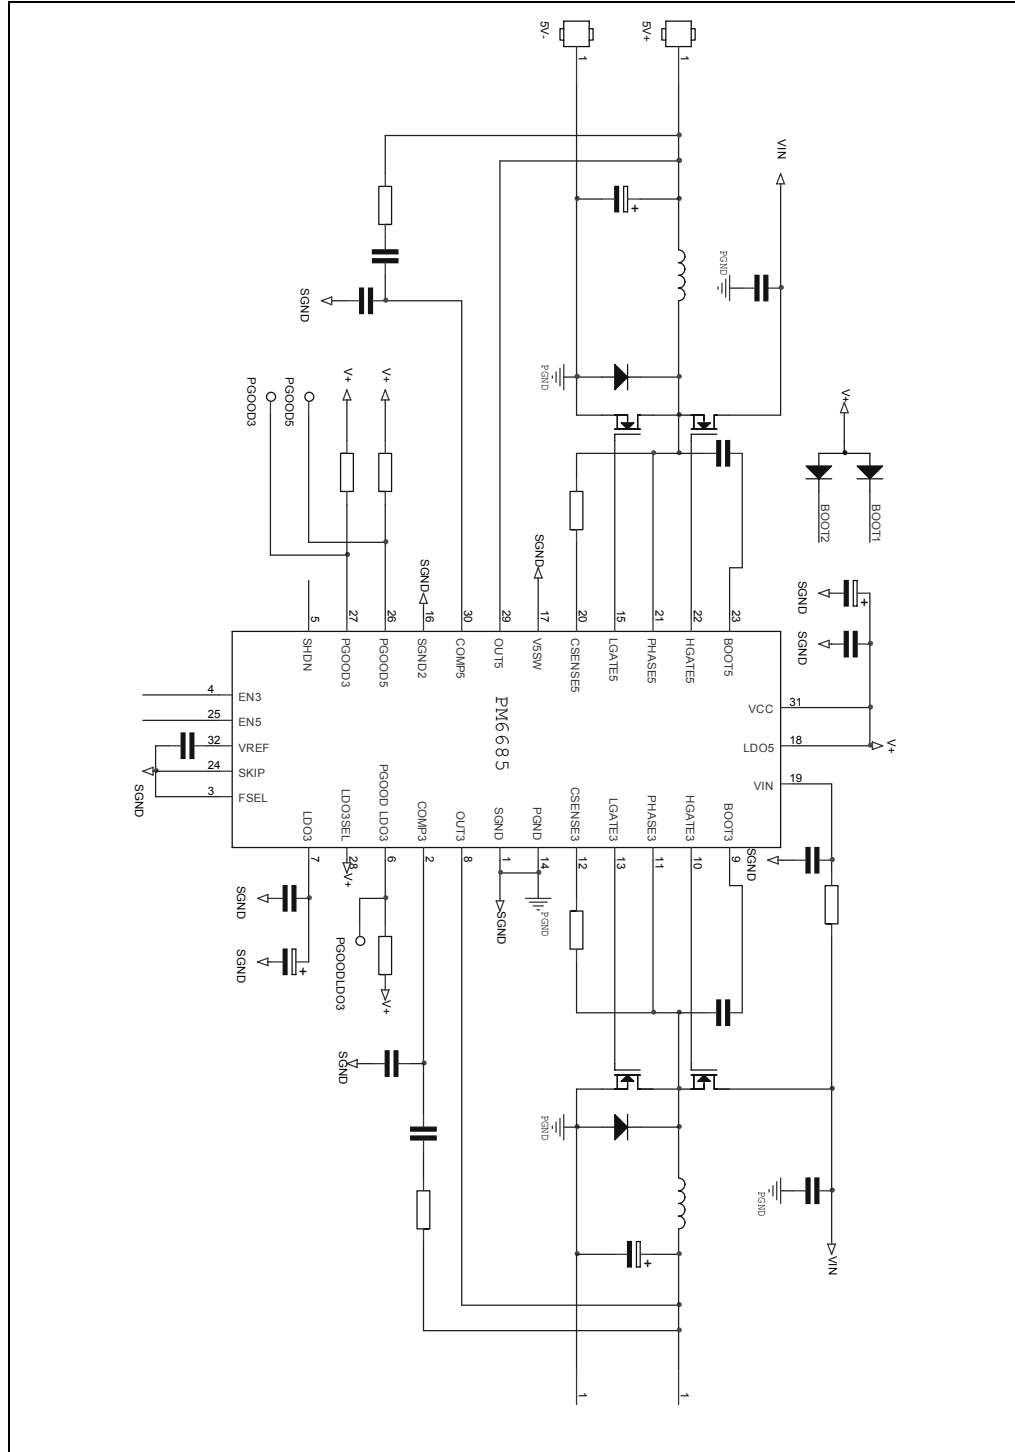 5V-
5V+
1
1
VIN
PGND
SGND
PGND
V+
V+
V+
PGOOD3
PGOOD5
BOOT2
BOOT1
SGND
SGND
SGND
SGND
5
27
26
16
30
29
17
20
15
21
22
23
SHDN
PGOOD3
PGOOD5
SGND2
COMP5
OUT5
V5SW
CSENSE5
LGATE5
PHASE5
HGATE5
BOOT5
4
EN3
25
EN5
32
VREF
24
SKIP
3
FSEL
SGND
PM6685
VCC
31
LDO5
18
V+
VIN
19
LDO3
LDO3SEL
PGOOD LDO3
COMP3
OUT3
SGND
PGND
CSENSE3
LGATE3
PHASE3
HGATE3
BOOT3
7
28
6
2
8
1
14
12
13
11
10
9
V+
SGND
SGND
SGND
PGOODLDO3
V+
SGND
PGND
SGND
PGND
PGND
VIN
+
+
+
+
1
1